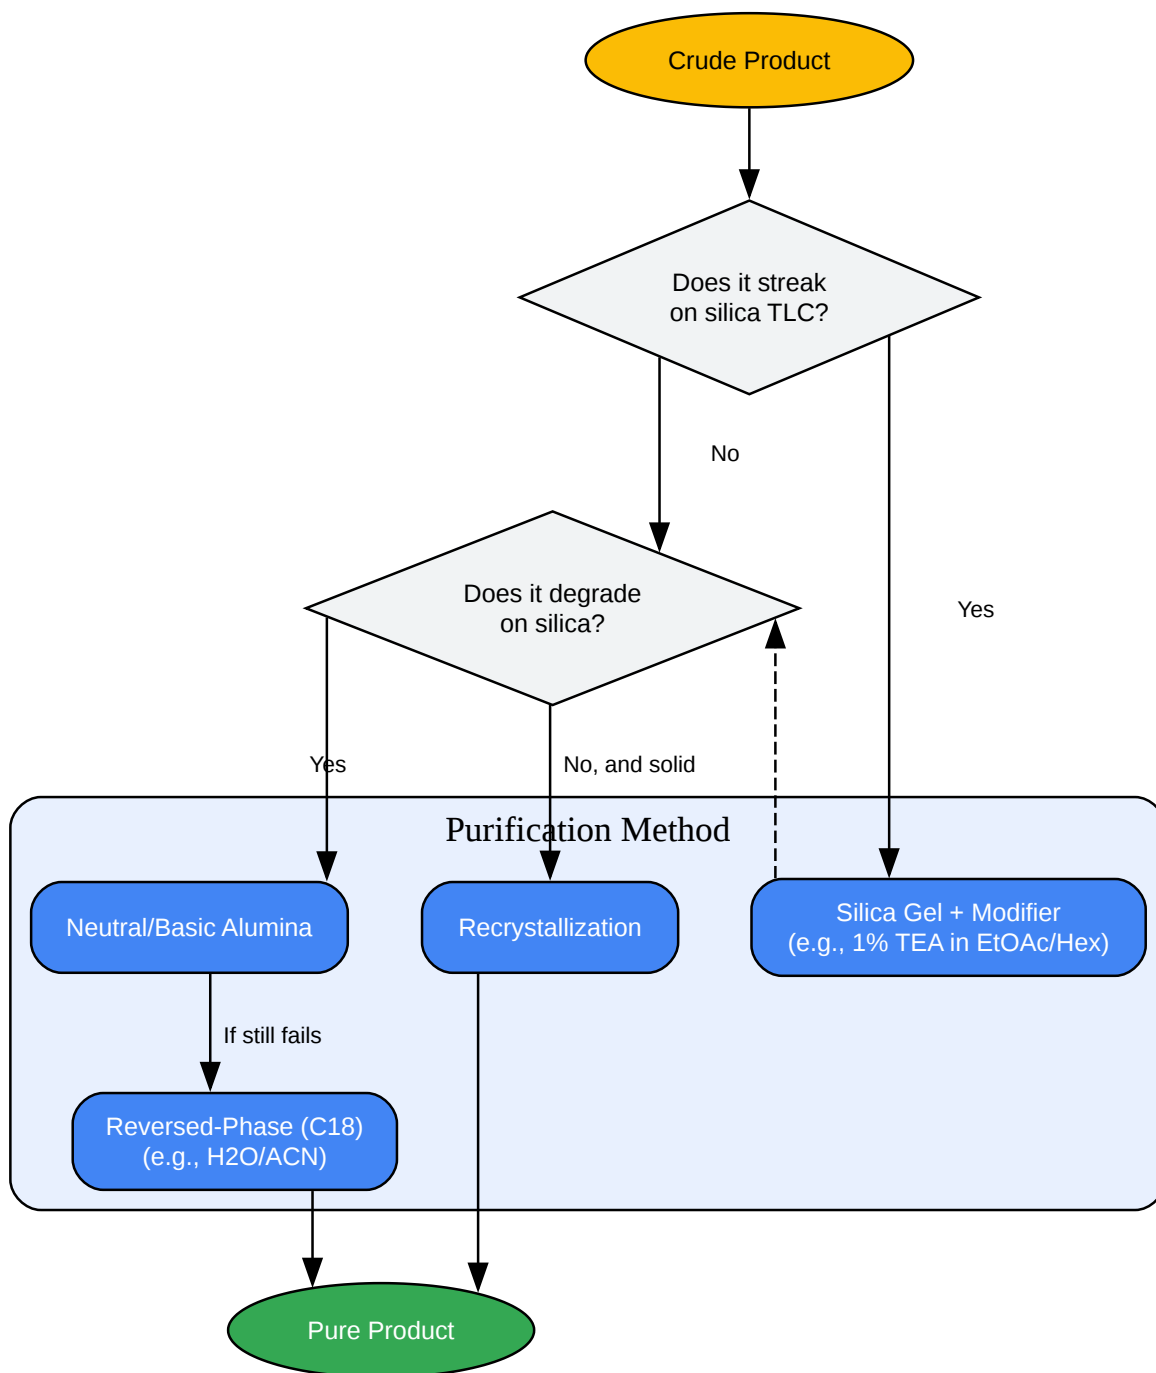 Crude Product
Does it streak
on silica TLC?
No
Does it degrade
on silica?
Yes
Yes
No, and solid
Purification Method
Neutral/Basic Alumina
Recrystallization
Silica Gel + Modifier
(e.g., 1% TEA in EtOAc/Hex)
If still fails
Reversed-Phase (C18)
(e.g., H2O/ACN)
Pure Product